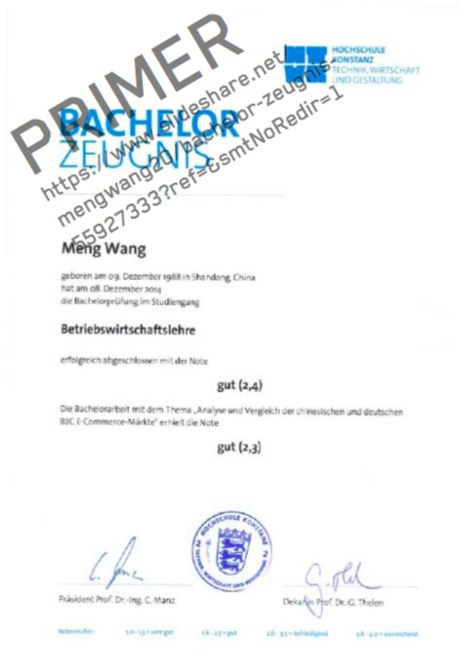 HOCHSCHULE
KONSTANZ
TECHNIK, WIRTSCHAFT
UND GESTALTUNG
PRIMER
https://www.slideshare.net
mengwang20/bachelor-zeugnis-
55927333?ref=&smtNoRedir=1
BACHELOR
ZEUGNIS
Meng Wang
geboren am 09. Dezember 1988 in Shandong, China
hat am 08. Dezember 2014
die Bachelorprüfung im Studiengang
Betriebswirtschaftslehre
erfolgreich abgeschlossen mit der Note
gut (2,4)
Die Bachelorarbeit mit dem Thema „Analyse und Vergleich der chinesischen und deutschen
B2C E-Commerce-Märkte" erhielt die Note
gut (2,3)
HOCHSCHULE KONSTANZ
Präsident Prof. Dr.-Ing. C. Manz
Dekanin Prof. Dr. G. Thelen
Notenstufen: 1,0 - 1,5 = sehr gut 1,6 - 2,5 = gut 2,6 - 3,5 = befriedigend 3,6 - 4,0 = ausreichend